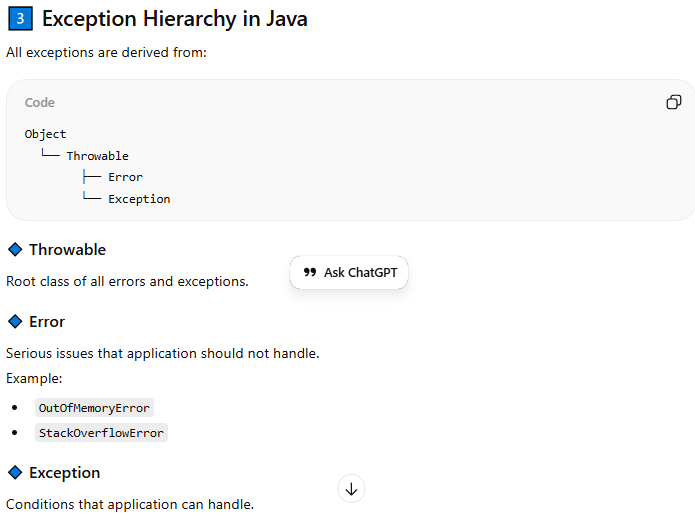 3 Exception Hierarchy in Java
All exceptions are derived from:
Code
Object
└── Throwable
├── Error
└── Exception
Throwable
Root class of all errors and exceptions.
Ask ChatGPT
Error
Serious issues that application should not handle.
Example:
OutOfMemoryError
StackOverflowError
Exception
Conditions that application can handle.